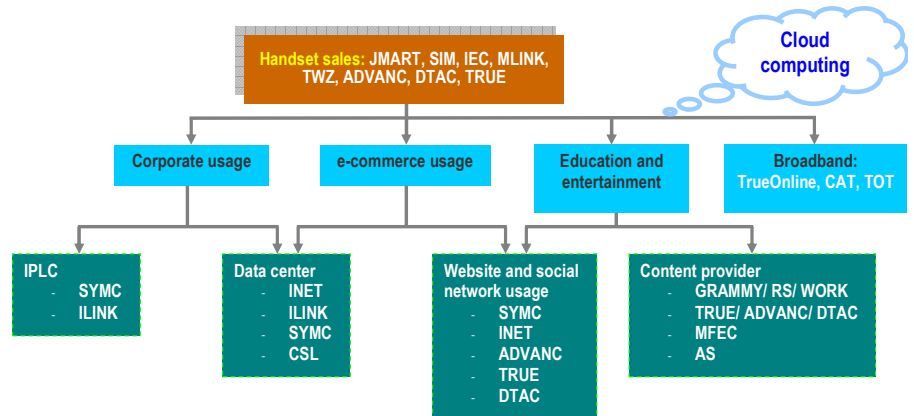 Handset sales: JMART, SIM, IEC, MLINK,
TWZ, ADVANC, DTAC, TRUE
Cloud
computing
Corporate usage
e-commerce usage
Education and
entertainment
Broadband:
TrueOnline, CAT, TOT
IPLC
- SYMC
- ILINK
Data center
- INET
- ILINK
- SYMC
- CSL
Website and social
network usage
- SYMC
- INET
- ADVANC
- TRUE
- DTAC
Content provider
- GRAMMY/ RS/ WORK
- TRUE/ ADVANC/ DTAC
- MFEC
- AS